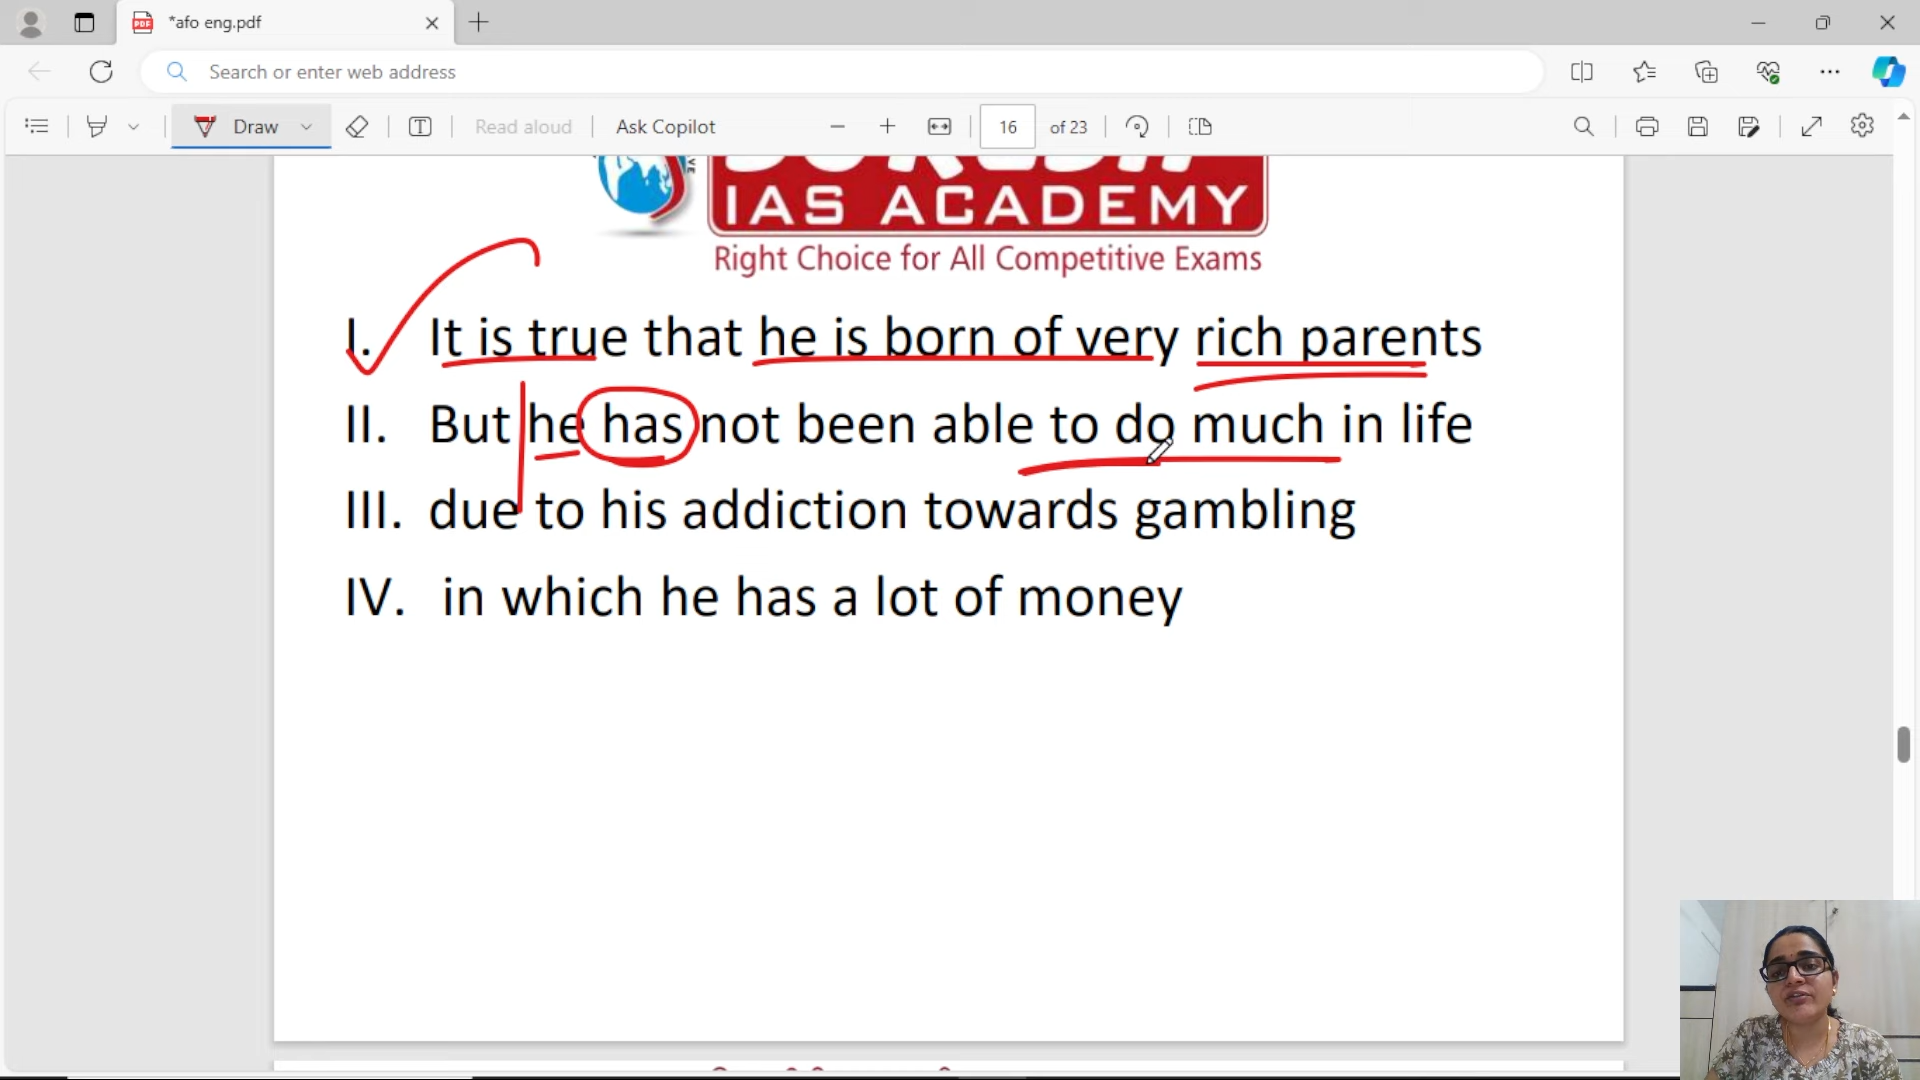 *afo eng.pdf
Search or enter web address
Draw
Read aloud
Ask Copilot
16 of 23
IAS ACADEMY
Right Choice for All Competitive Exams
I. It is true that he is born of very rich parents
II. But he has not been able to do much in life
III. due to his addiction towards gambling
IV. in which he has a lot of money